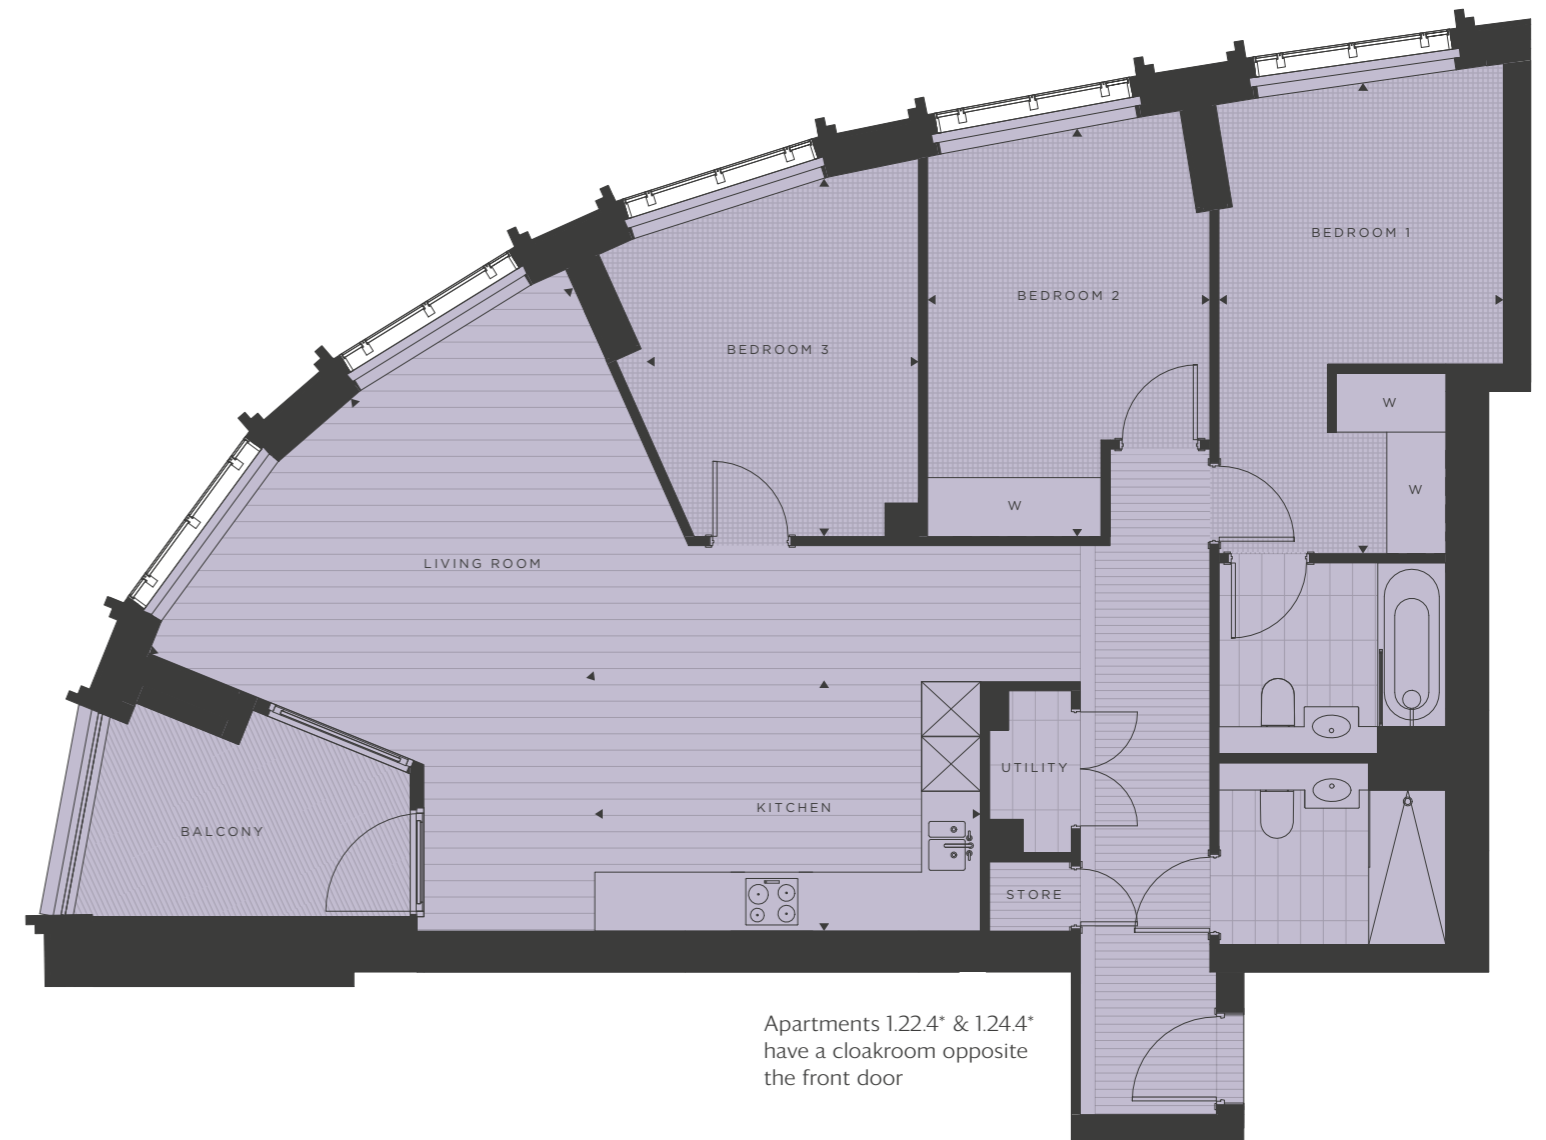 BEDROOM 1
BEDROOM 2
BEDROOM 3
W
W
W
LIVING ROOM
UTILITY
KITCHEN
BALCONY
STORE
Apartments 1.22.4* & 1.24.4*
have a cloakroom opposite
the front door